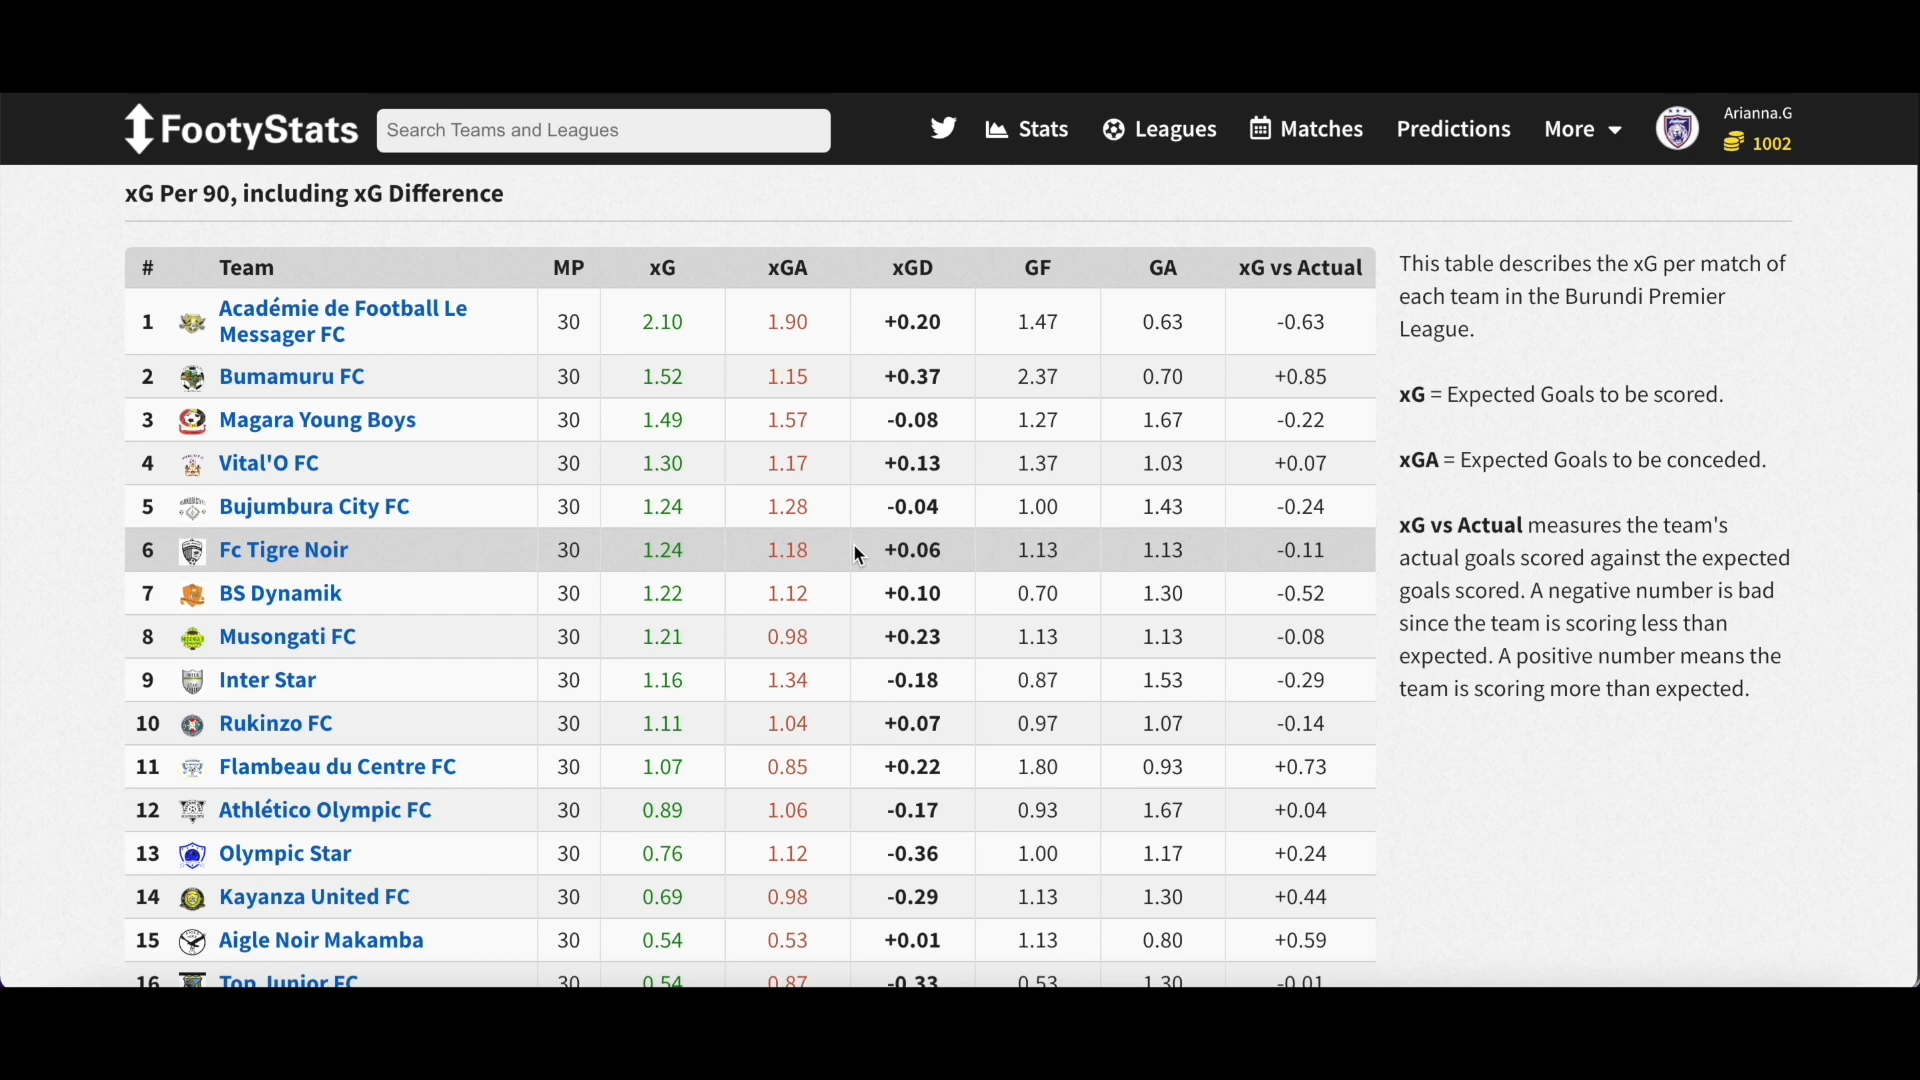 FootyStats
Search Teams and Leagues
Stats
Leagues
Matches
Predictions
More
Arianna.G
1002
xG Per 90, including xG Difference
# Team MP xG xGA xGD GF GA xG vs Actual
1 Académie de Football Le
Messager FC 30 2.10 1.90 +0.20 1.47 0.63 -0.63
2 Bumamuru FC 30 1.52 1.15 +0.37 2.37 0.70 +0.85
3 Magara Young Boys 30 1.49 1.57 -0.08 1.27 1.67 -0.22
4 Vital'O FC 30 1.30 1.17 +0.13 1.37 1.03 +0.07
5 Bujumbura City FC 30 1.24 1.28 -0.04 1.00 1.43 -0.24
6 Fc Tigre Noir 30 1.24 1.18 +0.06 1.13 1.13 -0.11
7 BS Dynamik 30 1.22 1.12 +0.10 0.70 1.30 -0.52
8 Musongati FC 30 1.21 0.98 +0.23 1.13 1.13 -0.08
9 Inter Star 30 1.16 1.34 -0.18 0.87 1.53 -0.29
10 Rukinzo FC 30 1.11 1.04 +0.07 0.97 1.07 -0.14
11 Flambeau du Centre FC 30 1.07 0.85 +0.22 1.80 0.93 +0.73
12 Athlético Olympic FC 30 0.89 1.06 -0.17 0.93 1.67 +0.04
13 Olympic Star 30 0.76 1.12 -0.36 1.00 1.17 +0.24
14 Kayanza United FC 30 0.69 0.98 -0.29 1.13 1.30 +0.44
15 Aigle Noir Makamba 30 0.54 0.53 +0.01 1.13 0.80 +0.59
16 Top Junior FC 30 0.54 0.87 -0.33 0.53 1.30 -0.01
This table describes the xG per match of
each team in the Burundi Premier
League.
xG = Expected Goals to be scored.
xGA = Expected Goals to be conceded.
xG vs Actual measures the team's
actual goals scored against the expected
goals scored. A negative number is bad
since the team is scoring less than
expected. A positive number means the
team is scoring more than expected.